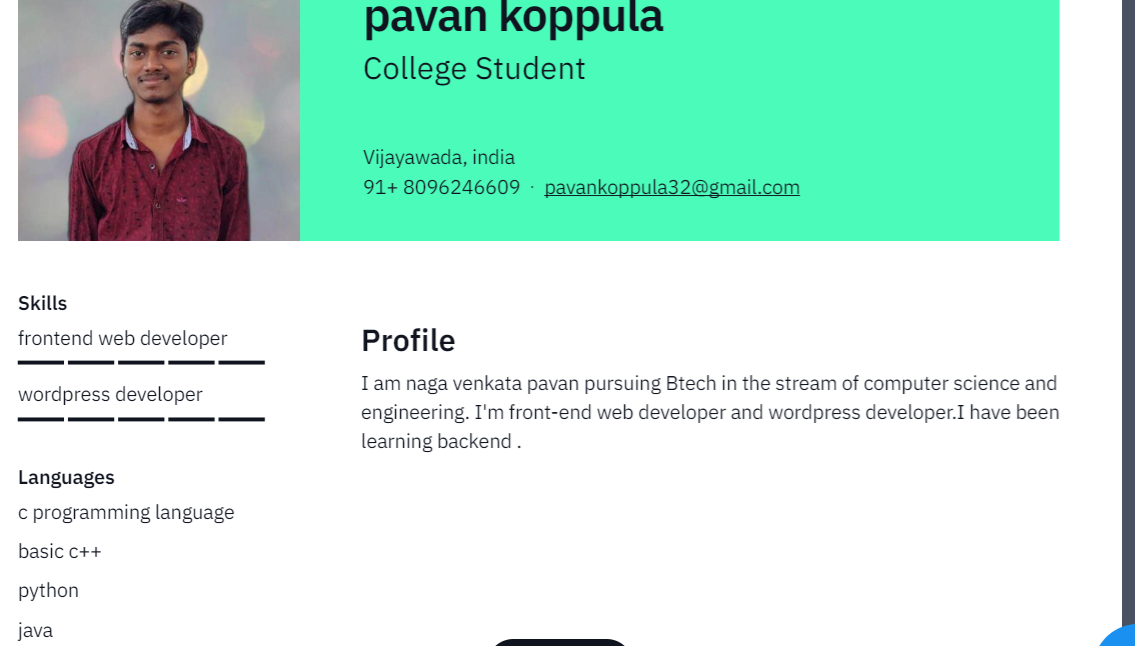 pavan koppula
College Student
Vijayawada, india
91+ 8096246609 · pavankoppula32@gmail.com
Skills
frontend web developer
wordpress developer
Languages
c programming language
basic c++
python
java
Profile
I am naga venkata pavan pursuing Btech in the stream of computer science and
engineering. I'm front-end web developer and wordpress developer.I have been
learning backend .